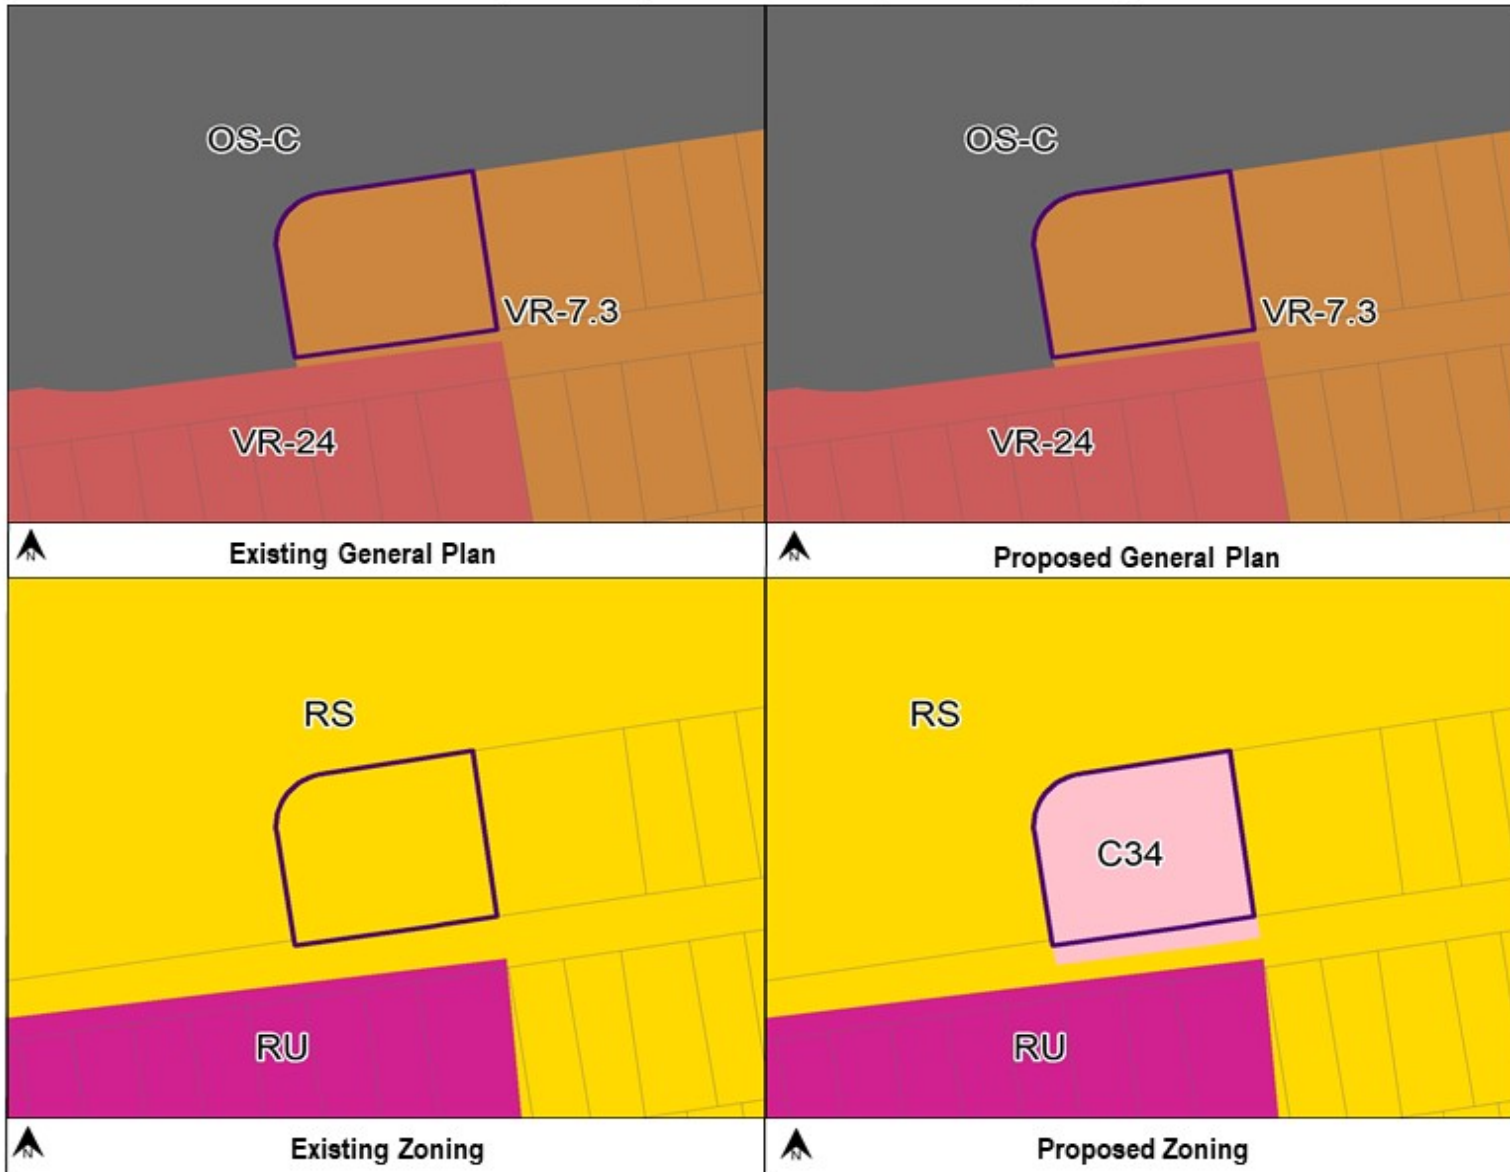 OS-C
VR-7.3
VR-24
N
Existing General Plan
OS-C
VR-7.3
VR-24
N
Proposed General Plan
RS
RU
N
Existing Zoning
RS
C34
RU
N
Proposed Zoning